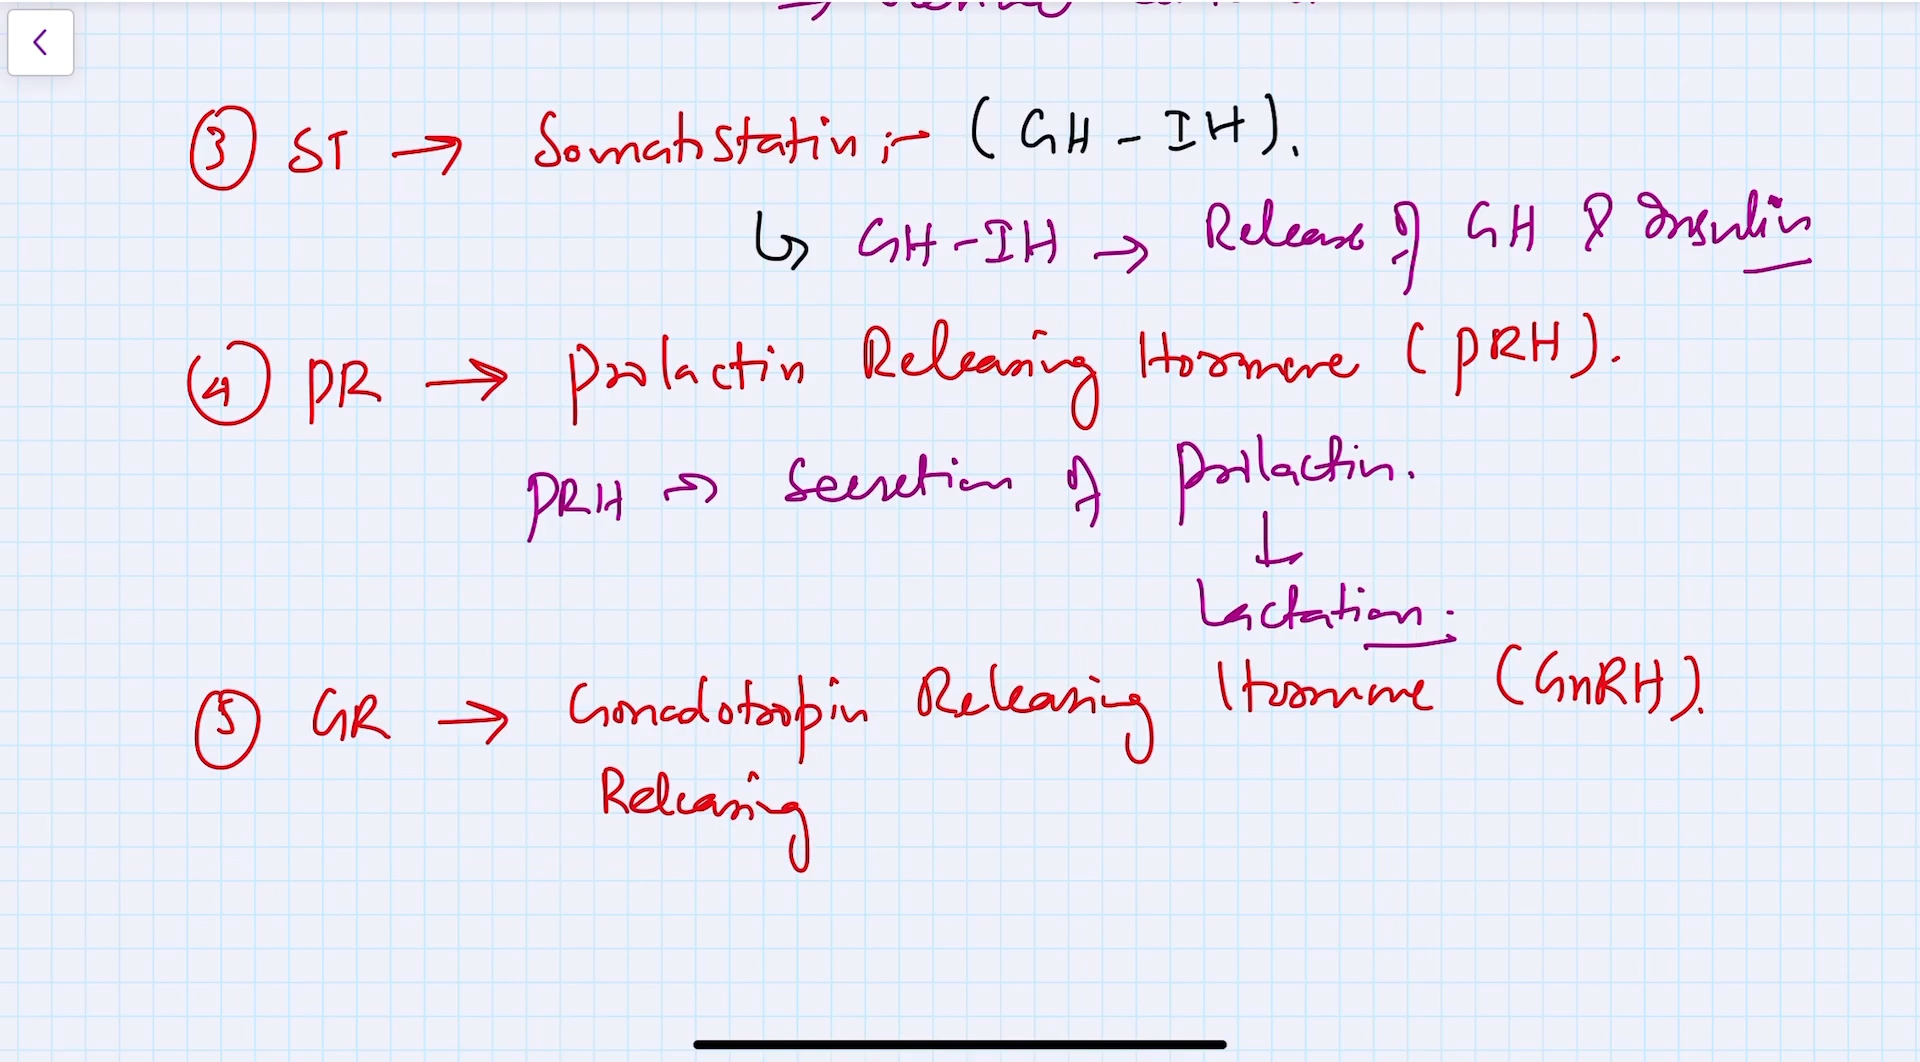 ③ ST → Somatostatin :- (GH - IH).
↳ GH-IH → Release of GH & Insulin
④ PR → Prolactin Releasing Hormone (PRH).
PRH → Secretion of Prolactin.
↓
Lactation.
⑤ GR → Gonadotropin Releasing Hormone (GnRH).
Releasing